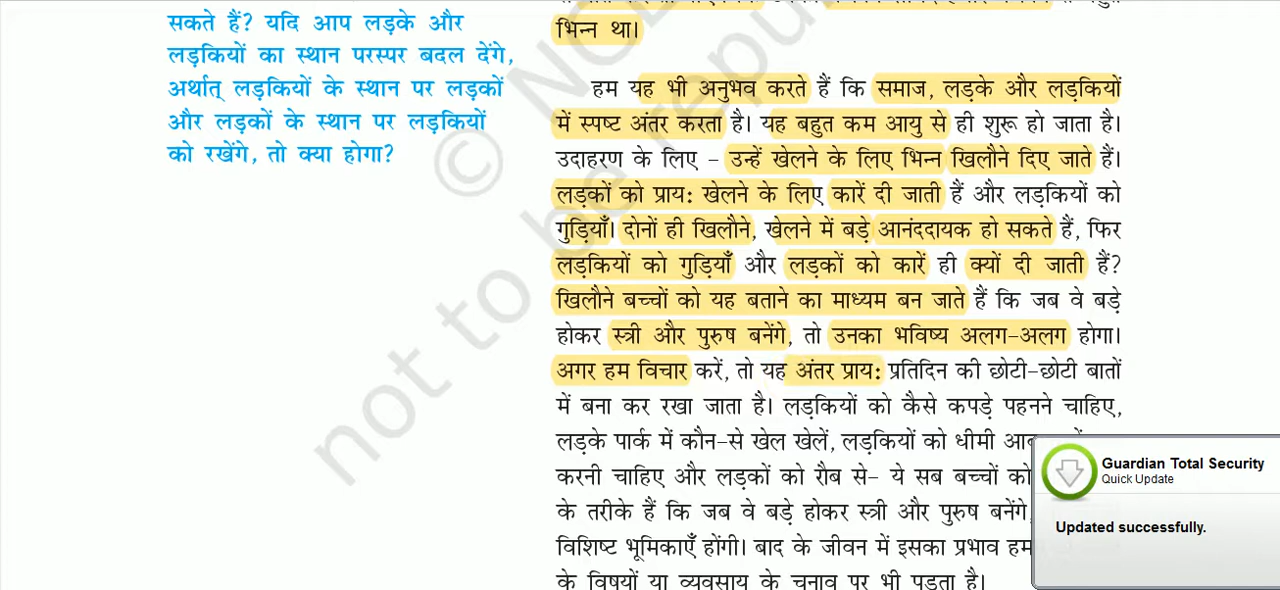 सकते हैं? यदि आप लड़के और
लड़कियों का स्थान परस्पर बदल देंगे,
अर्थात् लड़कियों के स्थान पर लड़कों
और लड़कों के स्थान पर लड़कियों
को रखेंगे, तो क्या होगा?
भिन्न था।
हम यह भी अनुभव करते हैं कि समाज, लड़के और लड़कियों
में स्पष्ट अंतर करता है। यह बहुत कम आयु से ही शुरू हो जाता है।
उदाहरण के लिए – उन्हें खेलने के लिए भिन्न खिलौने दिए जाते हैं।
लड़कों को प्राय: खेलने के लिए कारें दी जाती हैं और लड़कियों को
गुड़ियाँ। दोनों ही खिलौने, खेलने में बड़े आनंददायक हो सकते हैं, फिर
लड़कियों को गुड़ियाँ और लड़कों को कारें ही क्यों दी जाती हैं?
खिलौने बच्चों को यह बताने का माध्यम बन जाते हैं कि जब वे बड़े
होकर स्त्री और पुरुष बनेंगे, तो उनका भविष्य अलग-अलग होगा।
अगर हम विचार करें, तो यह अंतर प्राय: प्रतिदिन की छोटी-छोटी बातों
में बना कर रखा जाता है। लड़कियों को कैसे कपड़े पहनने चाहिए,
लड़के पार्क में कौन-से खेल खेलें, लड़कियों को धीमी
करनी चाहिए और लड़कों को रौब से- ये सब बच्चों को
के तरीके हैं कि जब वे बड़े होकर स्त्री और पुरुष बनेंगे,
विशिष्ट भूमिकाएँ होंगी। बाद के जीवन में इसका प्रभाव
के विषयों या व्यवसाय के चुनाव पर भी पड़ता है।
©
not to be
Guardian Total Security
Quick Update
Updated successfully.